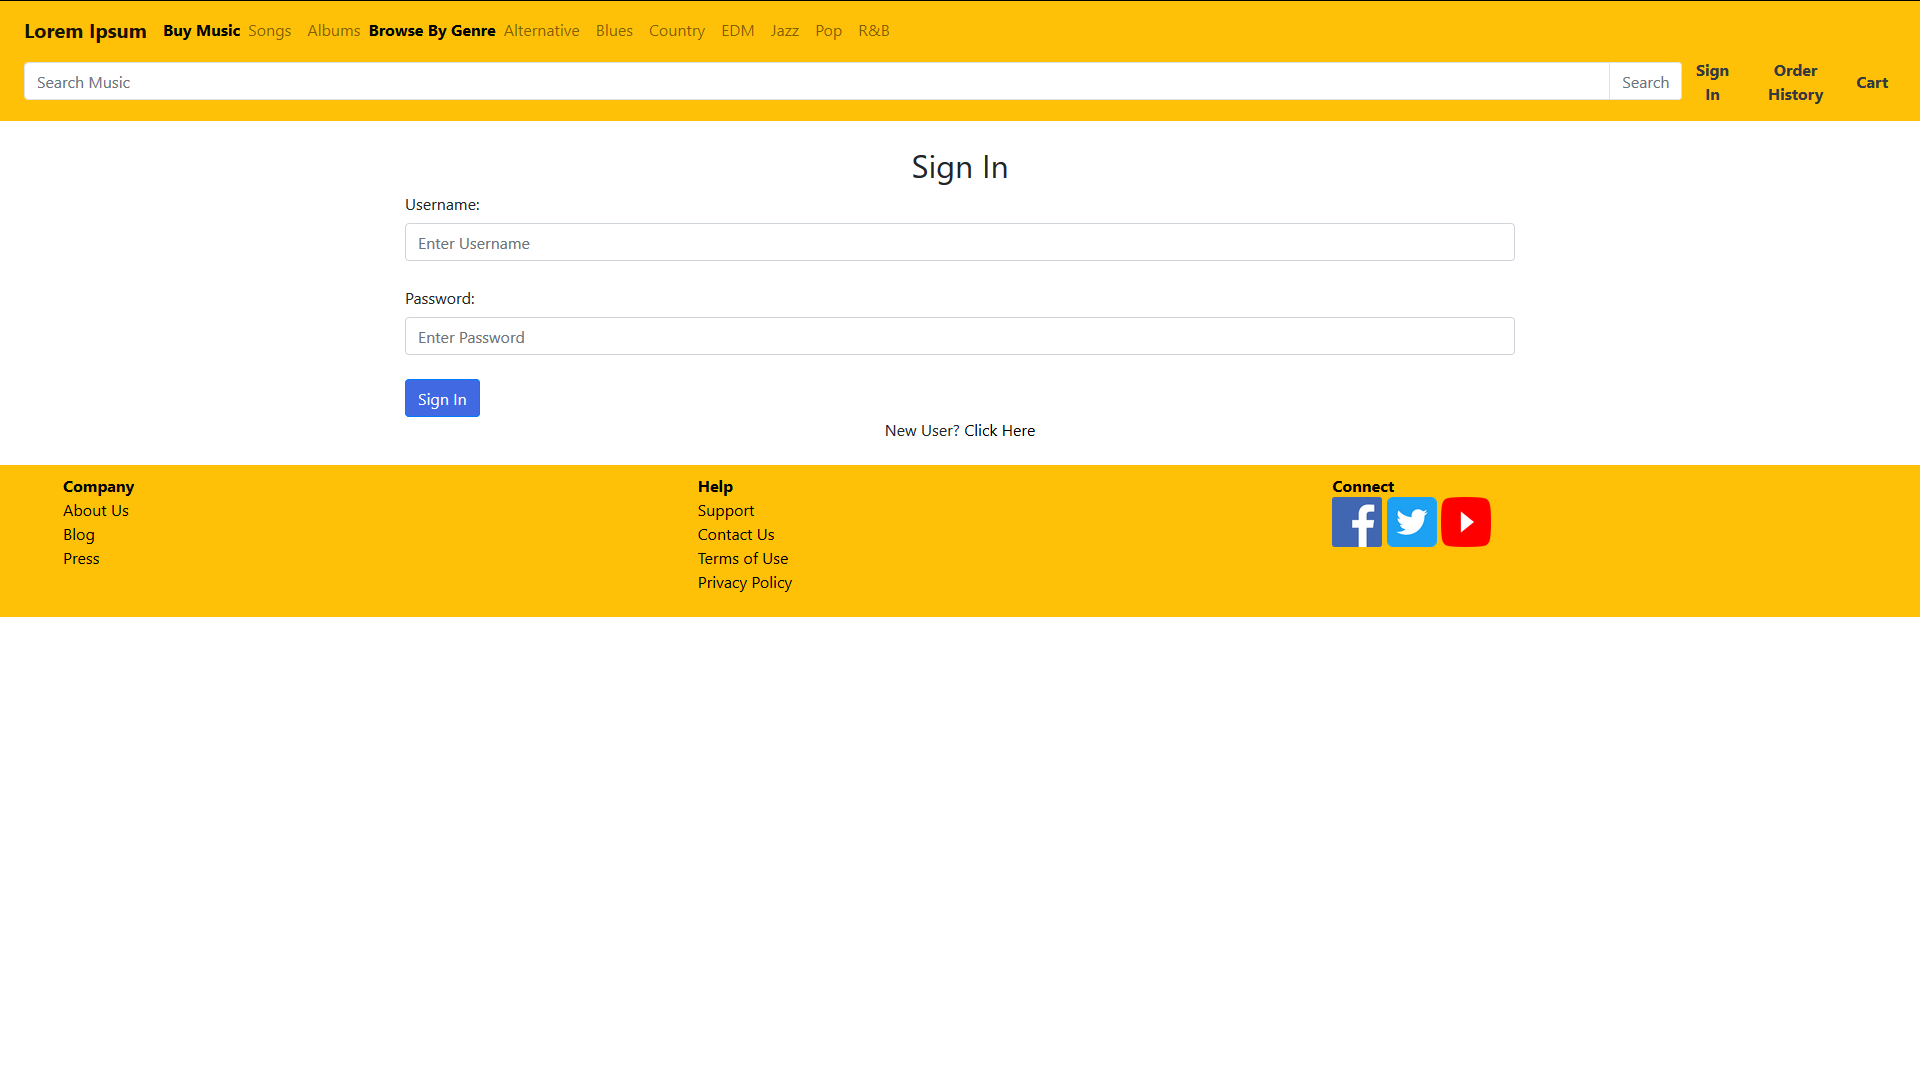 Lorem Ipsum Buy Music Songs Albums Browse By Genre Alternative Blues Country EDM Jazz Pop R&B
Search Music Search Sign In Order History Cart
Sign In
Username:
Enter Username
Password:
Enter Password
Sign In
New User? Click Here
Company
About Us
Blog
Press
Help
Support
Contact Us
Terms of Use
Privacy Policy
Connect